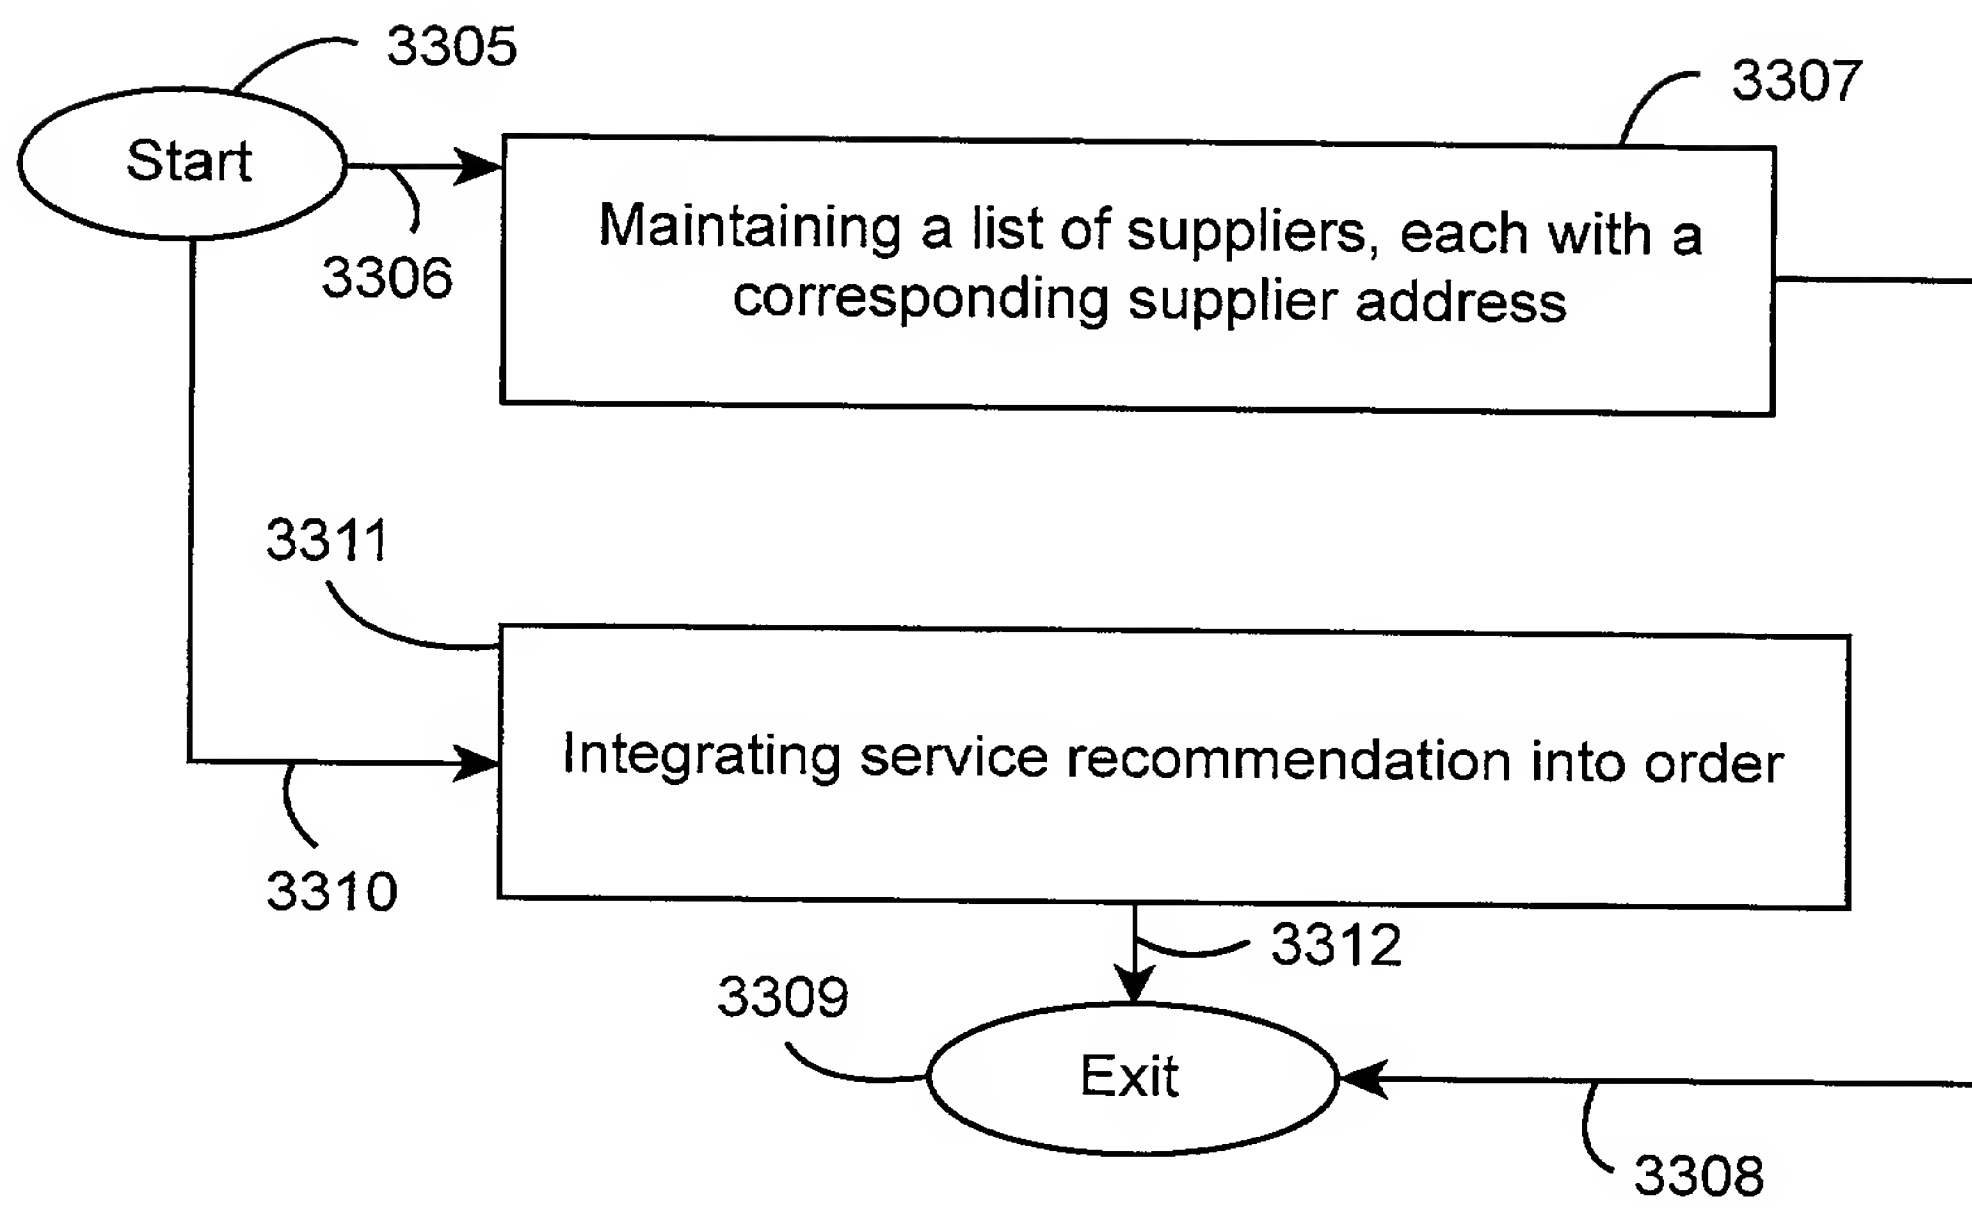 3305
3307
Start
3306
Maintaining a list of suppliers, each with a
corresponding supplier address
3311
Integrating service recommendation into order
3310
3312
3309
Exit
3308